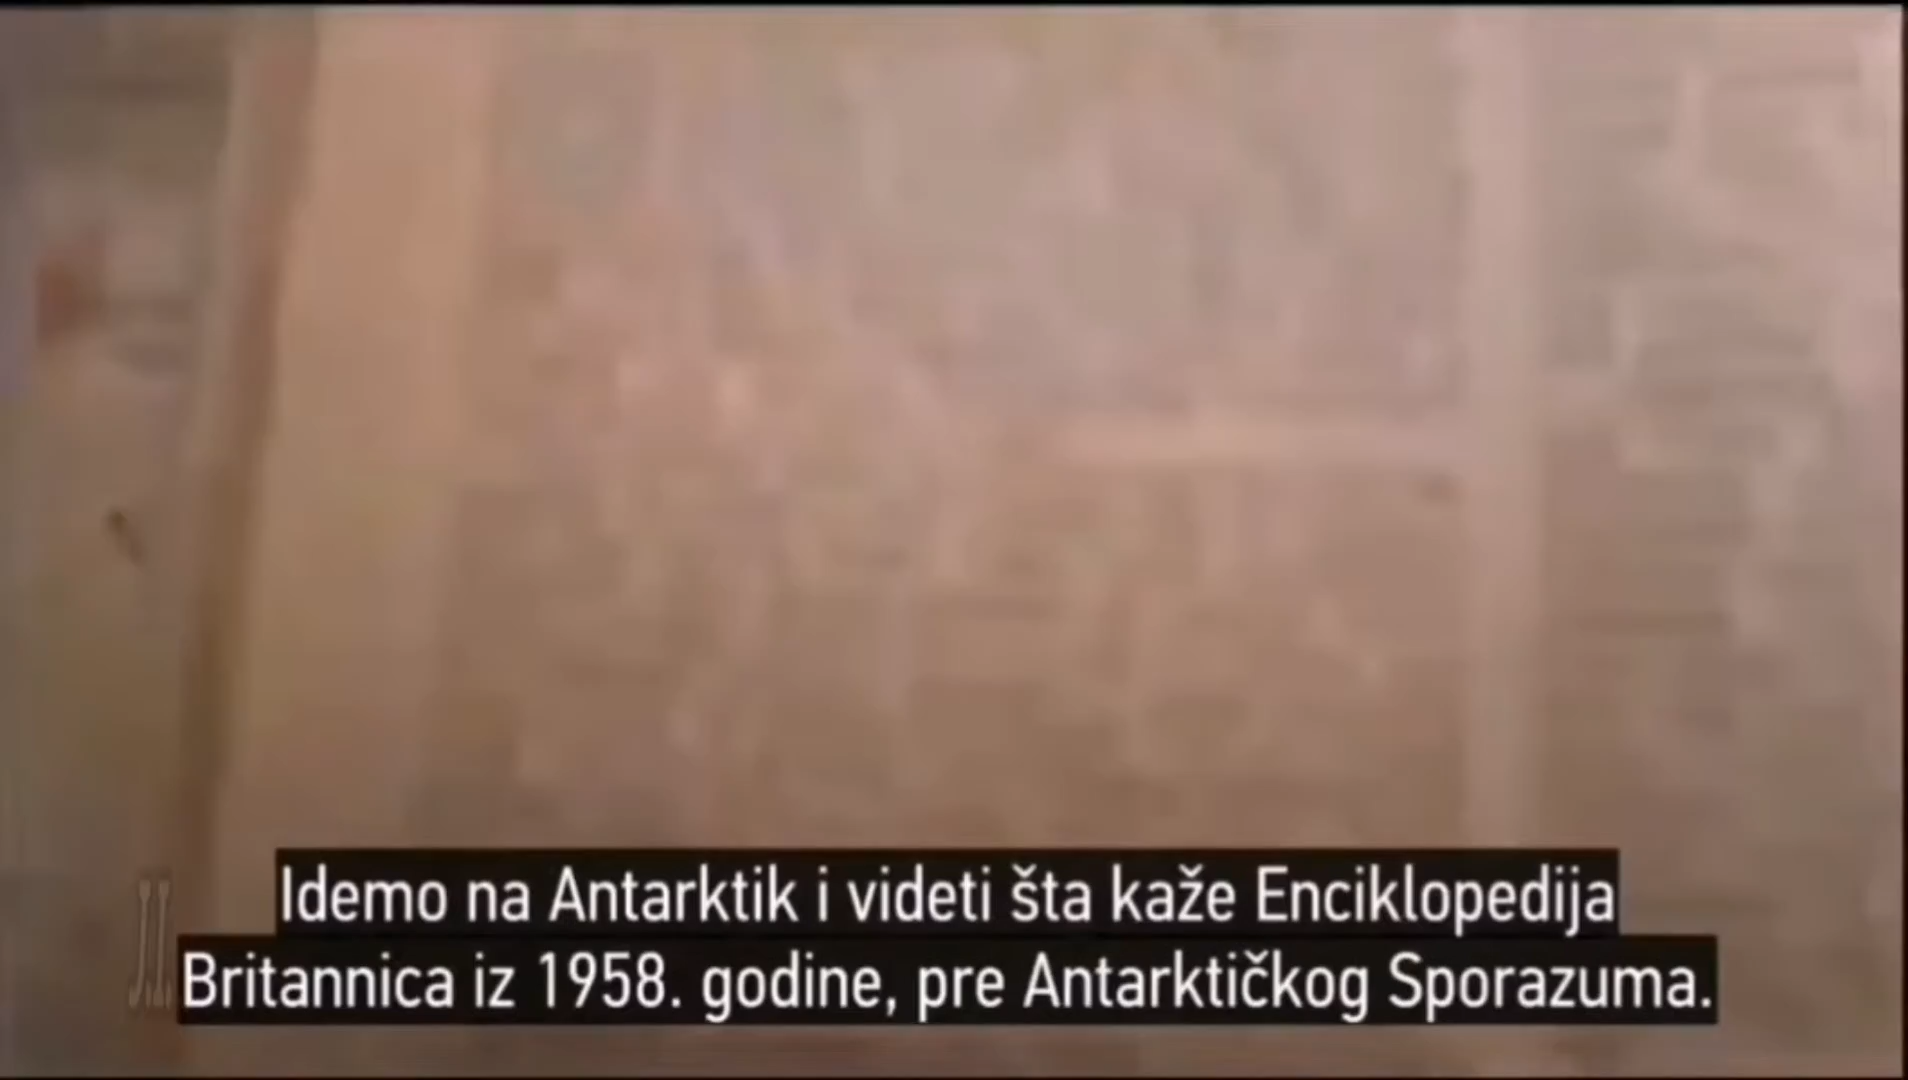 Idemo na Antarktik i videti šta kaže Enciklopedija
Britannica iz 1958. godine, pre Antarktičkog Sporazuma.